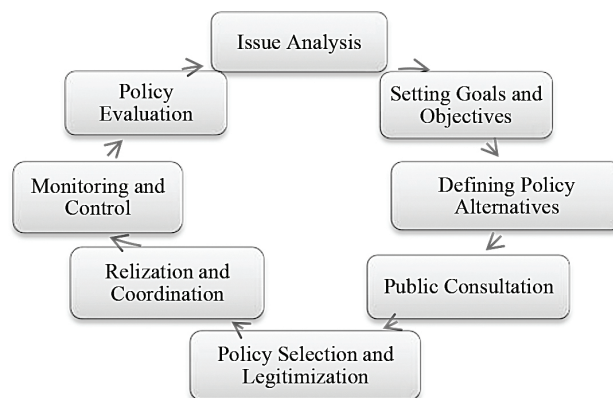 Issue Analysis
Setting Goals and
Objectives
Defining Policy
Alternatives
Public Consultation
Policy Selection and
Legitimization
Relization and
Coordination
Monitoring and
Control
Policy
Evaluation